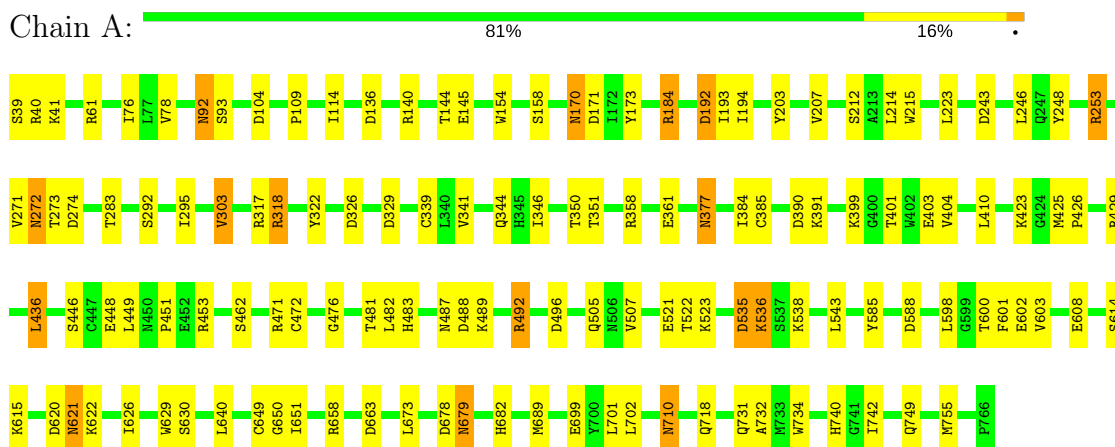 Chain A:
81% 16% •
S39 R40 K41 R61 I76 L77 V78 N92 S93 D104 P109 I114 D136 R140 T144 E145 W154 S158 N170 D171 I172 Y173 R184 D192 I193 I194 Y203 V207 S212 A213 L214 W215 L223 D243 L246 Q247 Y248 R253
V271 N272 T273 D274 T283 S292 I295 V303 R317 R318 Y322 D326 D329 C339 L340 V341 Q344 H345 I346 T350 T351 R358 E361 N377 I384 C385 D390 K391 K399 G400 T401 W402 E403 V404 L410 K423 G424 M425 P426
L436 S446 C447 E448 L449 N450 P451 E452 R453 S462 R471 C472 G476 T481 L482 H483 N487 D488 K489 R492 D496 Q505 N506 V507 E521 T522 K523 D535 K536 S537 K538 L543 Y585 D588 L598 G599 T600 F601 E602 V603 E608 S614
K615 D620 N621 K622 I626 W629 S630 L640 C649 G650 I651 R658 D663 L673 D678 N679 H682 M689 E699 Y700 L701 L702 N710 Q718 Q731 A732 M733 W734 H740 G741 I742 Q749 M755 P766